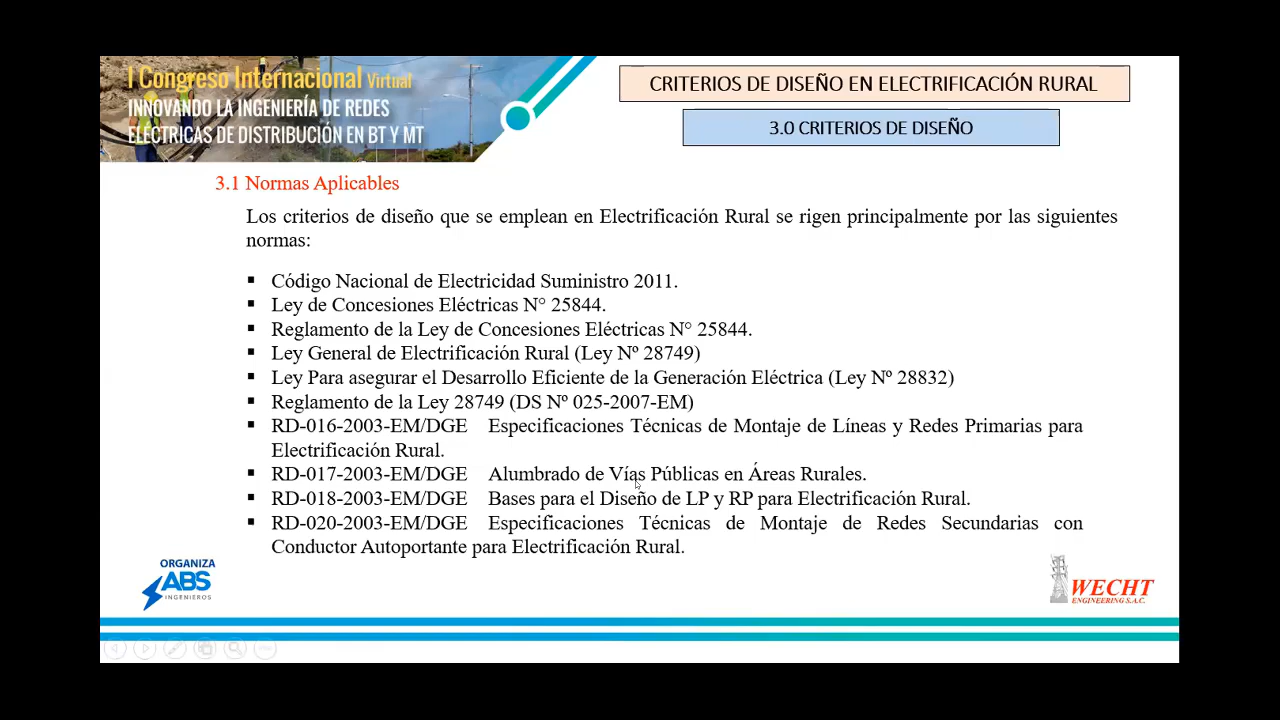 I Congreso Internacional Virtual
INNOVANDO LA INGENIERÍA DE REDES
ELÉCTRICAS DE DISTRIBUCIÓN EN BT Y MT
CRITERIOS DE DISEÑO EN ELECTRIFICACIÓN RURAL
3.0 CRITERIOS DE DISEÑO
3.1 Normas Aplicables
Los criterios de diseño que se emplean en Electrificación Rural se rigen principalmente por las siguientes
normas:
▪ Código Nacional de Electricidad Suministro 2011.
▪ Ley de Concesiones Eléctricas N° 25844.
▪ Reglamento de la Ley de Concesiones Eléctricas N° 25844.
▪ Ley General de Electrificación Rural (Ley Nº 28749)
▪ Ley Para asegurar el Desarrollo Eficiente de la Generación Eléctrica (Ley Nº 28832)
▪ Reglamento de la Ley 28749 (DS Nº 025-2007-EM)
▪ RD-016-2003-EM/DGE Especificaciones Técnicas de Montaje de Líneas y Redes Primarias para
Electrificación Rural.
▪ RD-017-2003-EM/DGE Alumbrado de Vías Públicas en Áreas Rurales.
▪ RD-018-2003-EM/DGE Bases para el Diseño de LP y RP para Electrificación Rural.
▪ RD-020-2003-EM/DGE Especificaciones Técnicas de Montaje de Redes Secundarias con
Conductor Autoportante para Electrificación Rural.
ORGANIZA
ABS
INGENIEROS
WECHT
ENGINEERING S.A.C.